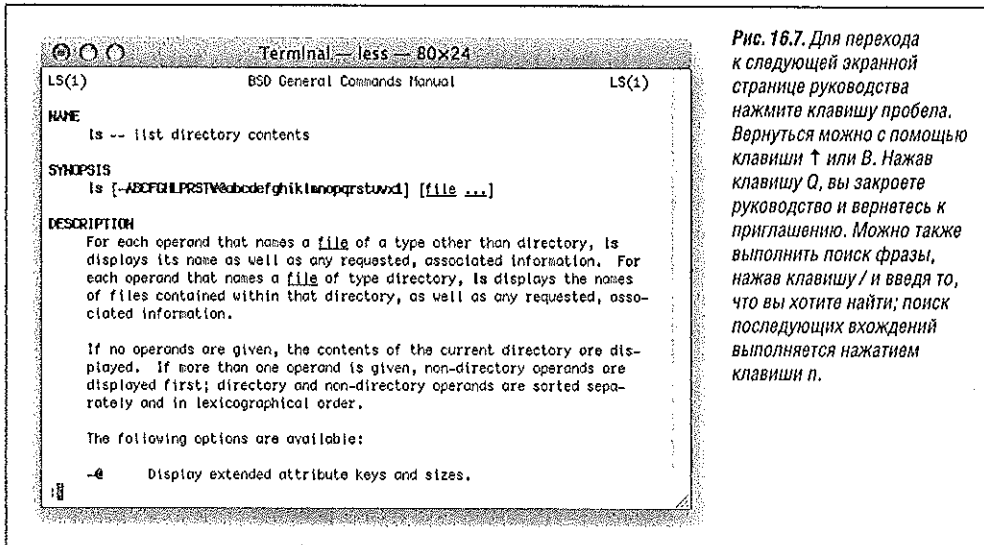 Terminal — less — 80×24
LS(1) BSD General Commands Manual LS(1)
NAME
ls -- list directory contents
SYNOPSIS
ls [-ABCFGHLPRSTW@abcdefghiklmnopqrstuwx1] [file ...]
DESCRIPTION
For each operand that names a file of a type other than directory, ls
displays its name as well as any requested, associated information. For
each operand that names a file of type directory, ls displays the names
of files contained within that directory, as well as any requested, asso-
ciated information.
If no operands are given, the contents of the current directory are dis-
played. If more than one operand is given, non-directory operands are
displayed first; directory and non-directory operands are sorted sepa-
rately and in lexicographical order.
The following options are available:
-@ Display extended attribute keys and sizes.
:
Рис. 16.7. Для перехода
к следующей экранной
странице руководства
нажмите клавишу пробела.
Вернуться можно с помощью
клавиши ↑ или B. Нажав
клавишу Q, вы закроете
руководство и вернетесь к
приглашению. Можно также
выполнить поиск фразы,
нажав клавишу / и введя то,
что вы хотите найти; поиск
последующих вхождений
выполняется нажатием
клавиши n.